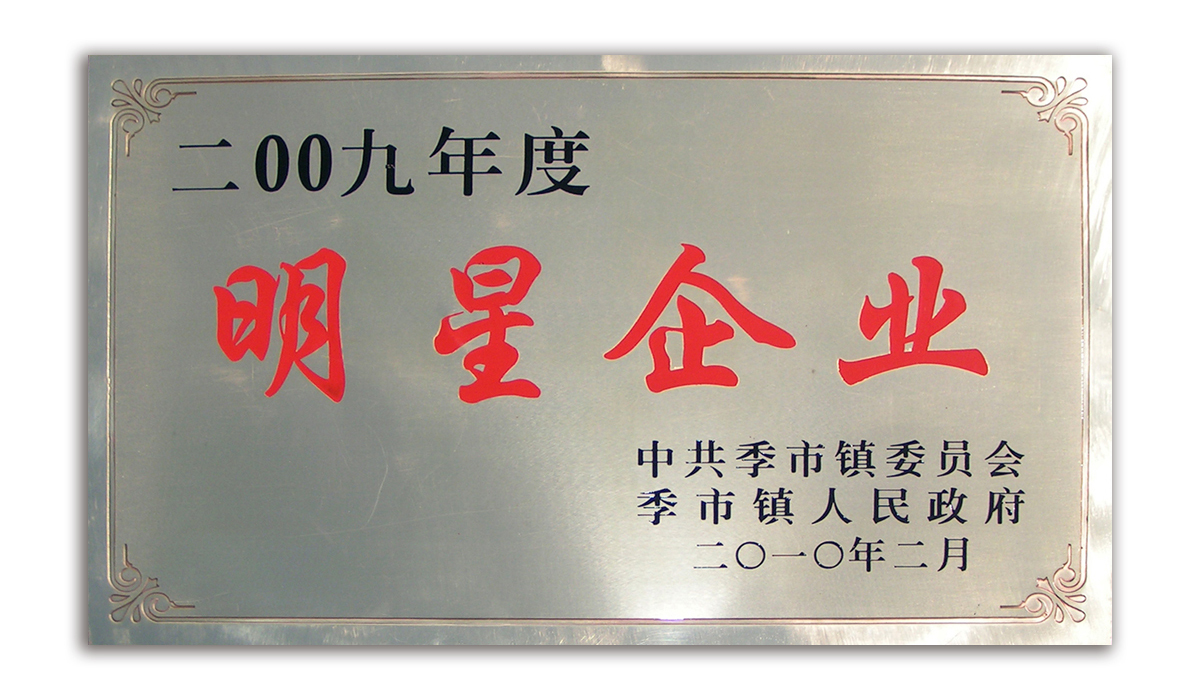 二00九年度
明星企业
中共季市镇委员会
季市镇人民政府
二〇一〇年二月